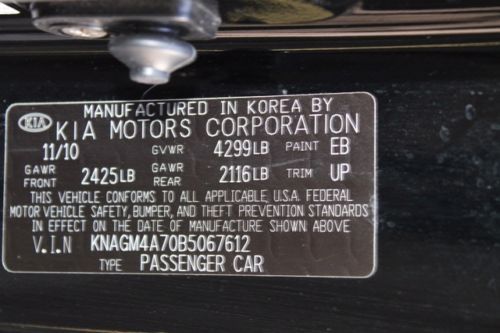 MANUFACTURED IN KOREA BY
KIA KIA MOTORS CORPORATION
11/10 GVWR 4299LB PAINT EB
GAWR FRONT 2425LB GAWR REAR 2116LB TRIM UP
THIS VEHICLE CONFORMS TO ALL APPLICABLE U.S.A. FEDERAL
MOTOR VEHICLE SAFETY, BUMPER, AND THEFT PREVENTION STANDARDS
IN EFFECT ON THE DATE OF MANUFACTURE SHOWN ABOVE
V.I.N KNAGM4A70B5067612
TYPE PASSENGER CAR